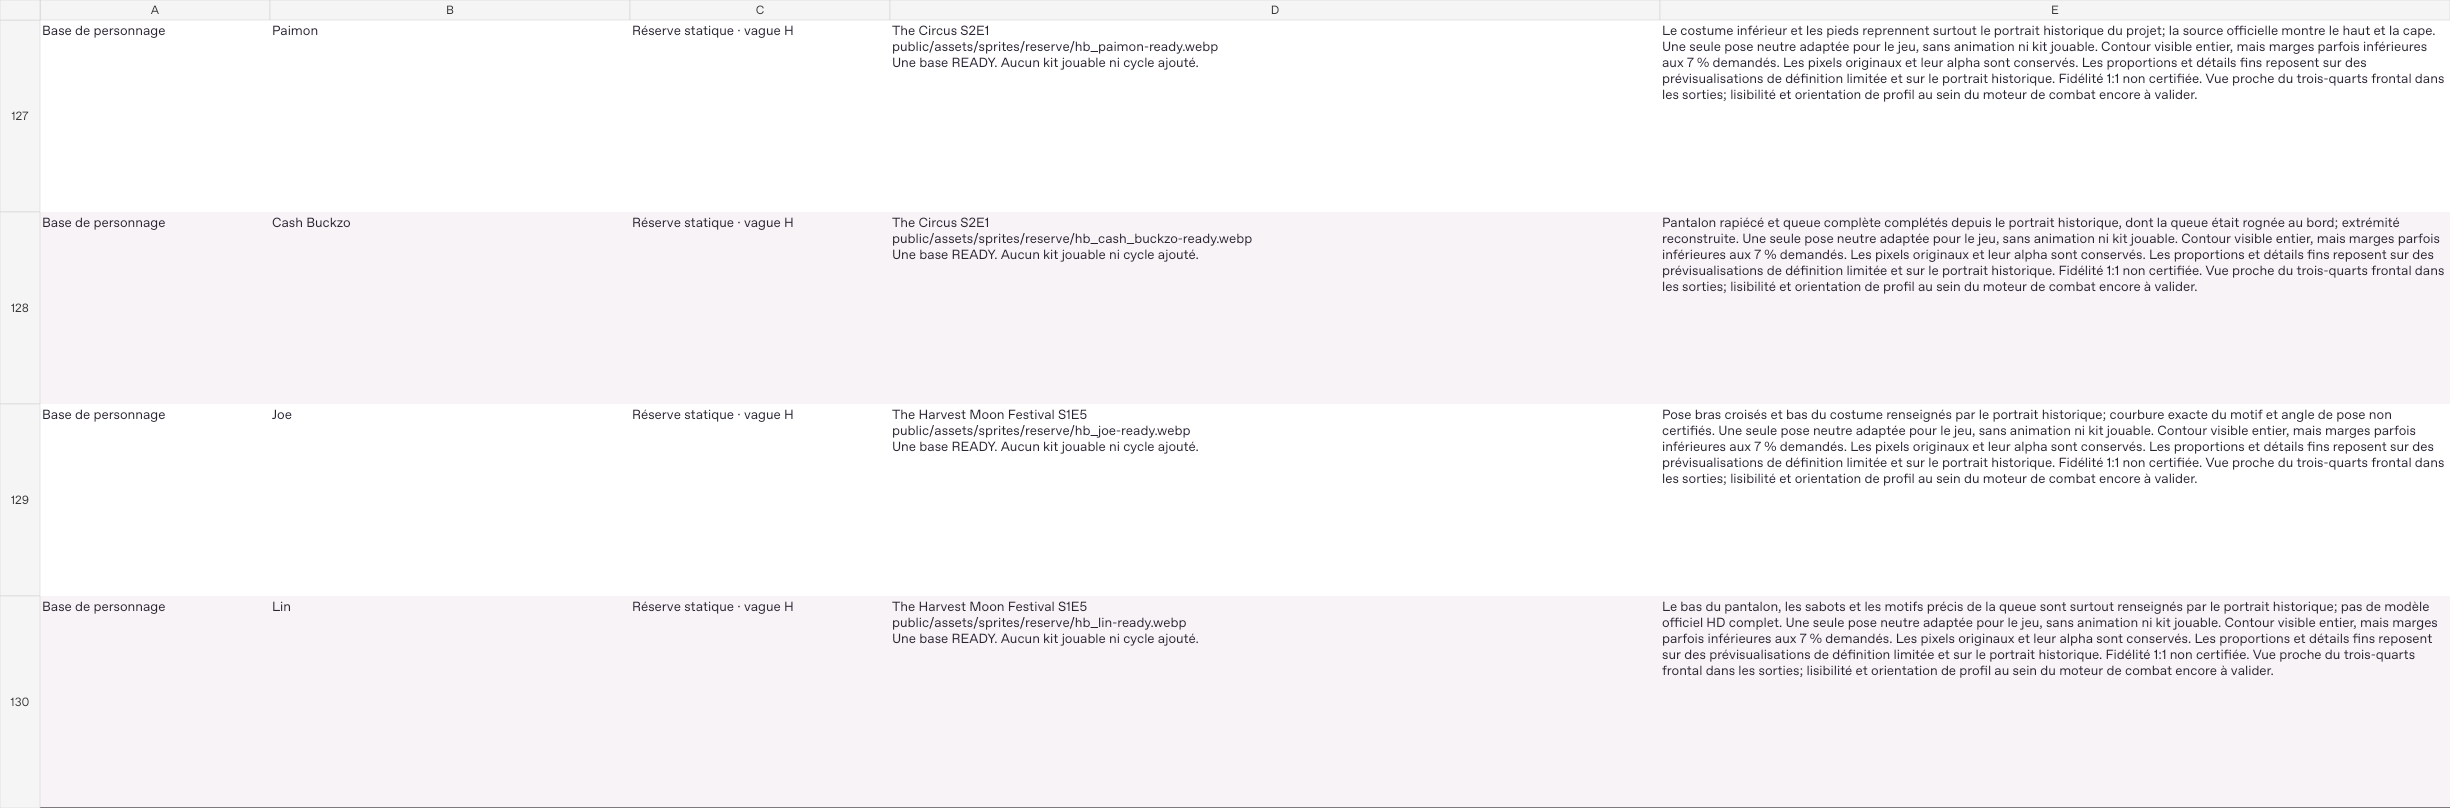 A B C D E
127
Base de personnage
Paimon
Réserve statique · vague H
The Circus S2E1
public/assets/sprites/reserve/hb_paimon-ready.webp
Une base READY. Aucun kit jouable ni cycle ajouté.
Le costume inférieur et les pieds reprennent surtout le portrait historique du projet; la source officielle montre le haut et la cape.
Une seule pose neutre adaptée pour le jeu, sans animation ni kit jouable. Contour visible entier, mais marges parfois inférieures
aux 7 % demandés. Les pixels originaux et leur alpha sont conservés. Les proportions et détails fins reposent sur des
prévisualisations de définition limitée et sur le portrait historique. Fidélité 1:1 non certifiée. Vue proche du trois-quarts frontal dans
les sorties; lisibilité et orientation de profil au sein du moteur de combat encore à valider.
128
Base de personnage
Cash Buckzo
Réserve statique · vague H
The Circus S2E1
public/assets/sprites/reserve/hb_cash_buckzo-ready.webp
Une base READY. Aucun kit jouable ni cycle ajouté.
Pantalon rapiécé et queue complète complétés depuis le portrait historique, dont la queue était rognée au bord; extrémité
reconstruite. Une seule pose neutre adaptée pour le jeu, sans animation ni kit jouable. Contour visible entier, mais marges parfois
inférieures aux 7 % demandés. Les pixels originaux et leur alpha sont conservés. Les proportions et détails fins reposent sur des
prévisualisations de définition limitée et sur le portrait historique. Fidélité 1:1 non certifiée. Vue proche du trois-quarts frontal dans
les sorties; lisibilité et orientation de profil au sein du moteur de combat encore à valider.
129
Base de personnage
Joe
Réserve statique · vague H
The Harvest Moon Festival S1E5
public/assets/sprites/reserve/hb_joe-ready.webp
Une base READY. Aucun kit jouable ni cycle ajouté.
Pose bras croisés et bas du costume renseignés par le portrait historique; courbure exacte du motif et angle de pose non
certifiés. Une seule pose neutre adaptée pour le jeu, sans animation ni kit jouable. Contour visible entier, mais marges parfois
inférieures aux 7 % demandés. Les pixels originaux et leur alpha sont conservés. Les proportions et détails fins reposent sur des
prévisualisations de définition limitée et sur le portrait historique. Fidélité 1:1 non certifiée. Vue proche du trois-quarts frontal dans
les sorties; lisibilité et orientation de profil au sein du moteur de combat encore à valider.
130
Base de personnage
Lin
Réserve statique · vague H
The Harvest Moon Festival S1E5
public/assets/sprites/reserve/hb_lin-ready.webp
Une base READY. Aucun kit jouable ni cycle ajouté.
Le bas du pantalon, les sabots et les motifs précis de la queue sont surtout renseignés par le portrait historique; pas de modèle
officiel HD complet. Une seule pose neutre adaptée pour le jeu, sans animation ni kit jouable. Contour visible entier, mais marges
parfois inférieures aux 7 % demandés. Les pixels originaux et leur alpha sont conservés. Les proportions et détails fins reposent
sur des prévisualisations de définition limitée et sur le portrait historique. Fidélité 1:1 non certifiée. Vue proche du trois-quarts
frontal dans les sorties; lisibilité et orientation de profil au sein du moteur de combat encore à valider.